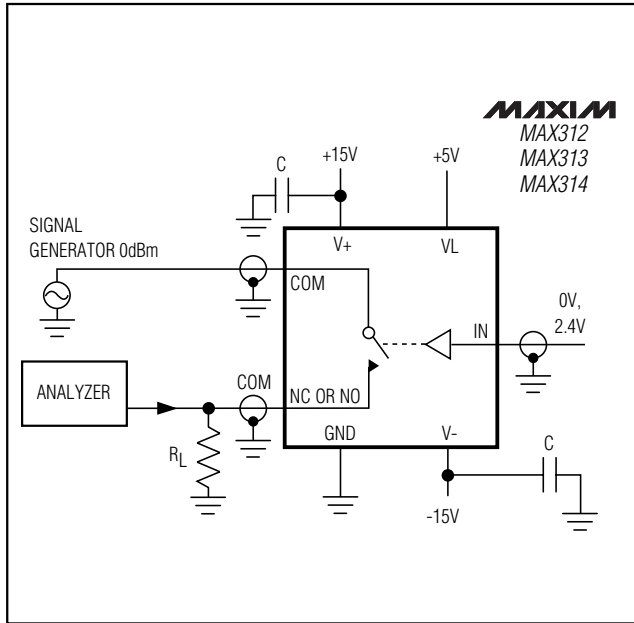 MAXIM
MAX312
MAX313
MAX314
+15V
+5V
C
SIGNAL
GENERATOR 0dBm
V+
VL
COM
0V,
2.4V
IN
ANALYZER
COM
NC OR NO
RL
GND
V-
C
-15V